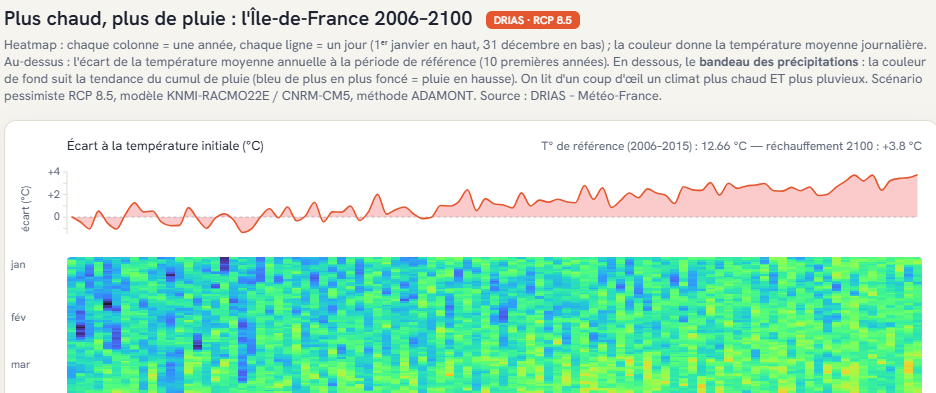 Plus chaud, plus de pluie : l'Île-de-France 2006–2100 DRIAS · RCP 8.5
Heatmap : chaque colonne = une année, chaque ligne = un jour (1ᵉʳ janvier en haut, 31 décembre en bas) ; la couleur donne la température moyenne journalière.
Au-dessus : l'écart de la température moyenne annuelle à la période de référence (10 premières années). En dessous, le bandeau des précipitations : la couleur
de fond suit la tendance du cumul de pluie (bleu de plus en plus foncé = pluie en hausse). On lit d'un coup d'œil un climat plus chaud ET plus pluvieux. Scénario
pessimiste RCP 8.5, modèle KNMI-RACMO22E / CNRM-CM5, méthode ADAMONT. Source : DRIAS - Météo-France.
Écart à la température initiale (°C) T° de référence (2006–2015) : 12.66 °C — réchauffement 2100 : +3.8 °C
écart (°C)
+4
+2
0
jan
fév
mar